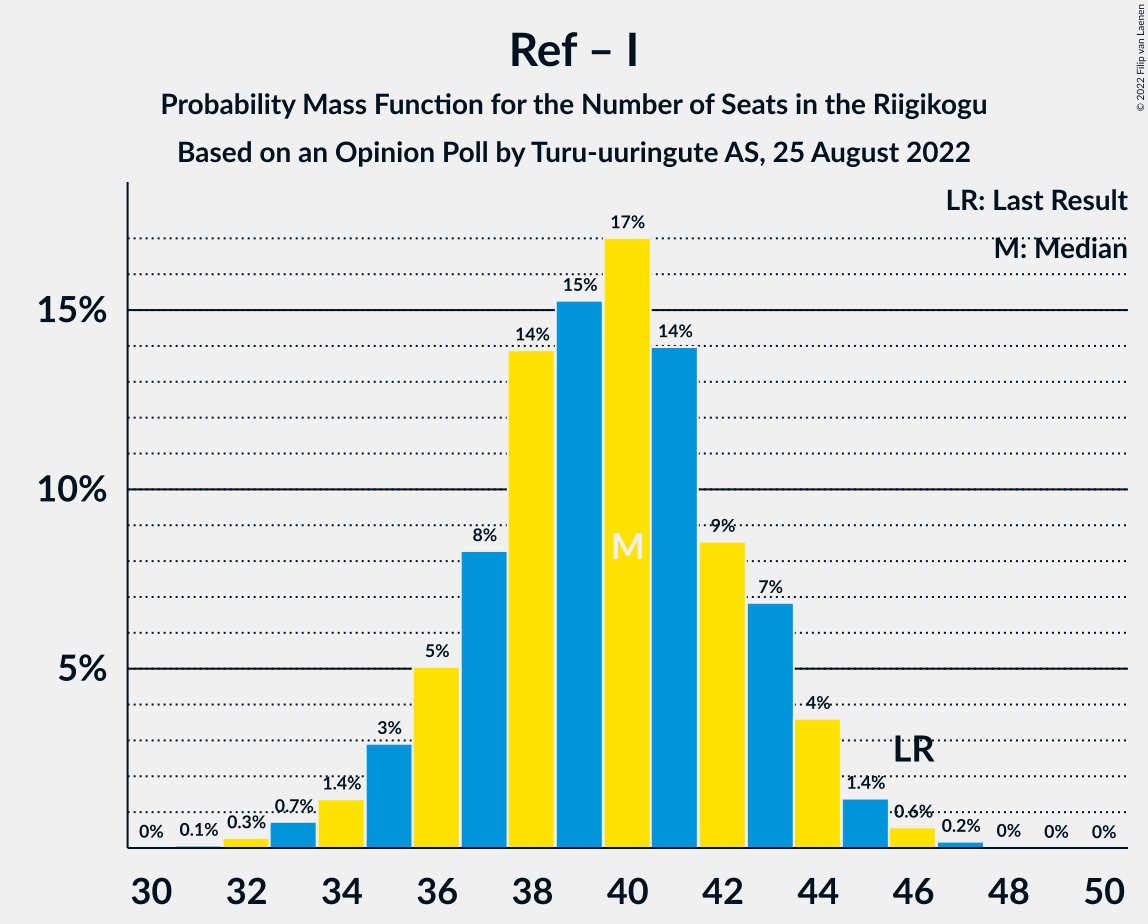 Ref – I
Probability Mass Function for the Number of Seats in the Riigikogu
Based on an Opinion Poll by Turu-uuringute AS, 25 August 2022
© 2022 Filip van Laenen
LR: Last Result
M: Median
15%
10%
5%
0%
0.1%
0.3%
0.7%
1.4%
3%
5%
8%
14%
15%
17%
14%
9%
7%
4%
1.4%
0.6%
0.2%
0%
0%
0%
M
LR
30 32 34 36 38 40 42 44 46 48 50